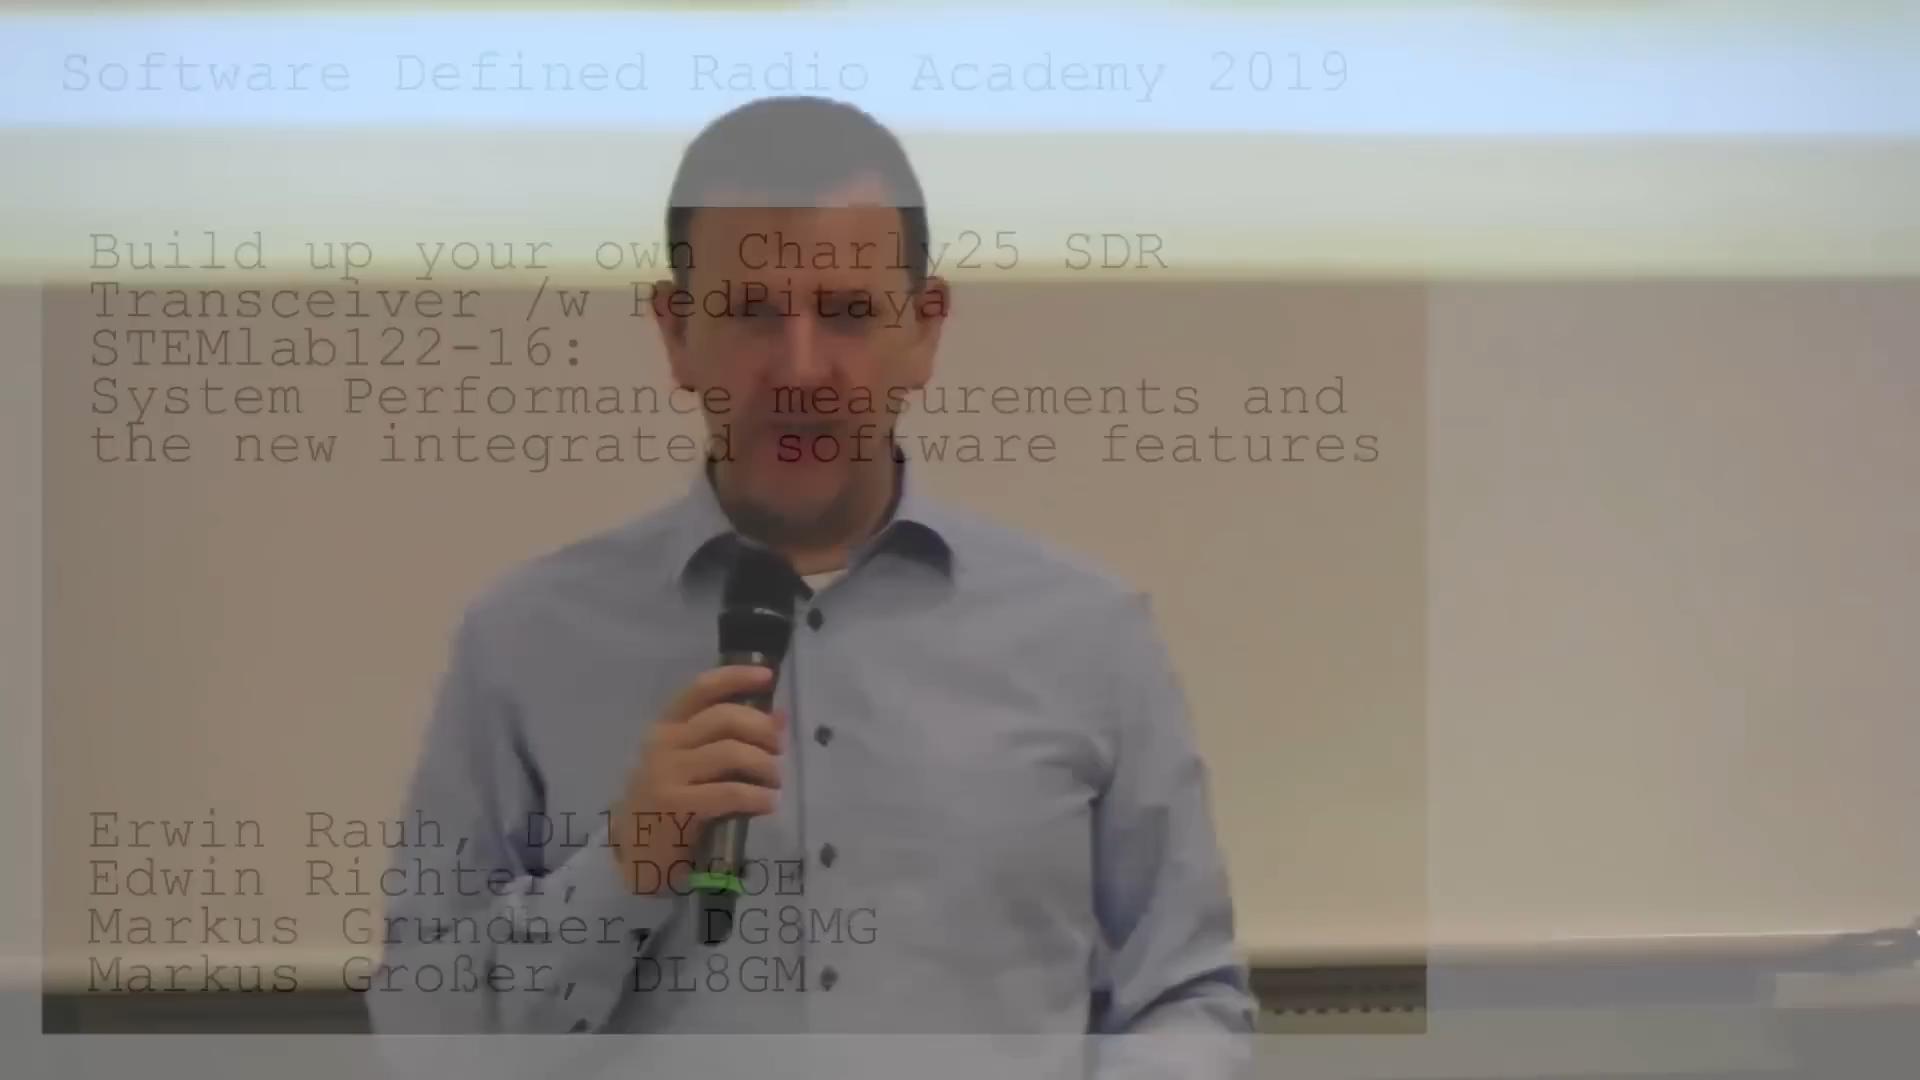 Software Defined Radio Academy 2019
Build up your own Charly25 SDR
Transceiver /w RedPitaya
STEMlab122-16:
System Performance measurements and
the new integrated software features
Erwin Rauh, DL1FY
Edwin Richter, DC9OE
Markus Grundner, DG8MG
Markus Großer, DL8GM